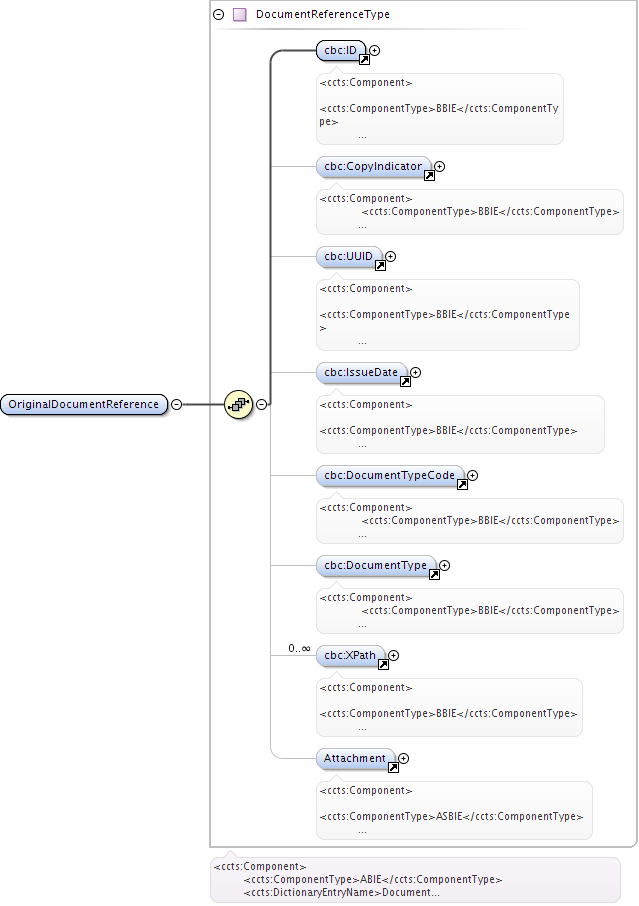 DocumentReferenceType
cbc:ID
<ccts:Component>
<ccts:ComponentType>BBIE</ccts:ComponentTy
pe>
...
cbc:CopyIndicator
<ccts:Component>
<ccts:ComponentType>BBIE</ccts:ComponentType>
...
cbc:UUID
<ccts:Component>
<ccts:ComponentType>BBIE</ccts:ComponentType
>
...
cbc:IssueDate
<ccts:Component>
<ccts:ComponentType>BBIE</ccts:ComponentType>
...
OriginalDocumentReference
cbc:DocumentTypeCode
<ccts:Component>
<ccts:ComponentType>BBIE</ccts:ComponentType>
...
cbc:DocumentType
<ccts:Component>
<ccts:ComponentType>BBIE</ccts:ComponentType>
...
0..∞
cbc:XPath
<ccts:Component>
<ccts:ComponentType>BBIE</ccts:ComponentType>
...
Attachment
<ccts:Component>
<ccts:ComponentType>ASBIE</ccts:ComponentType>
...
<ccts:Component>
<ccts:ComponentType>ABIE</ccts:ComponentType>
<ccts:DictionaryEntryName>Document...